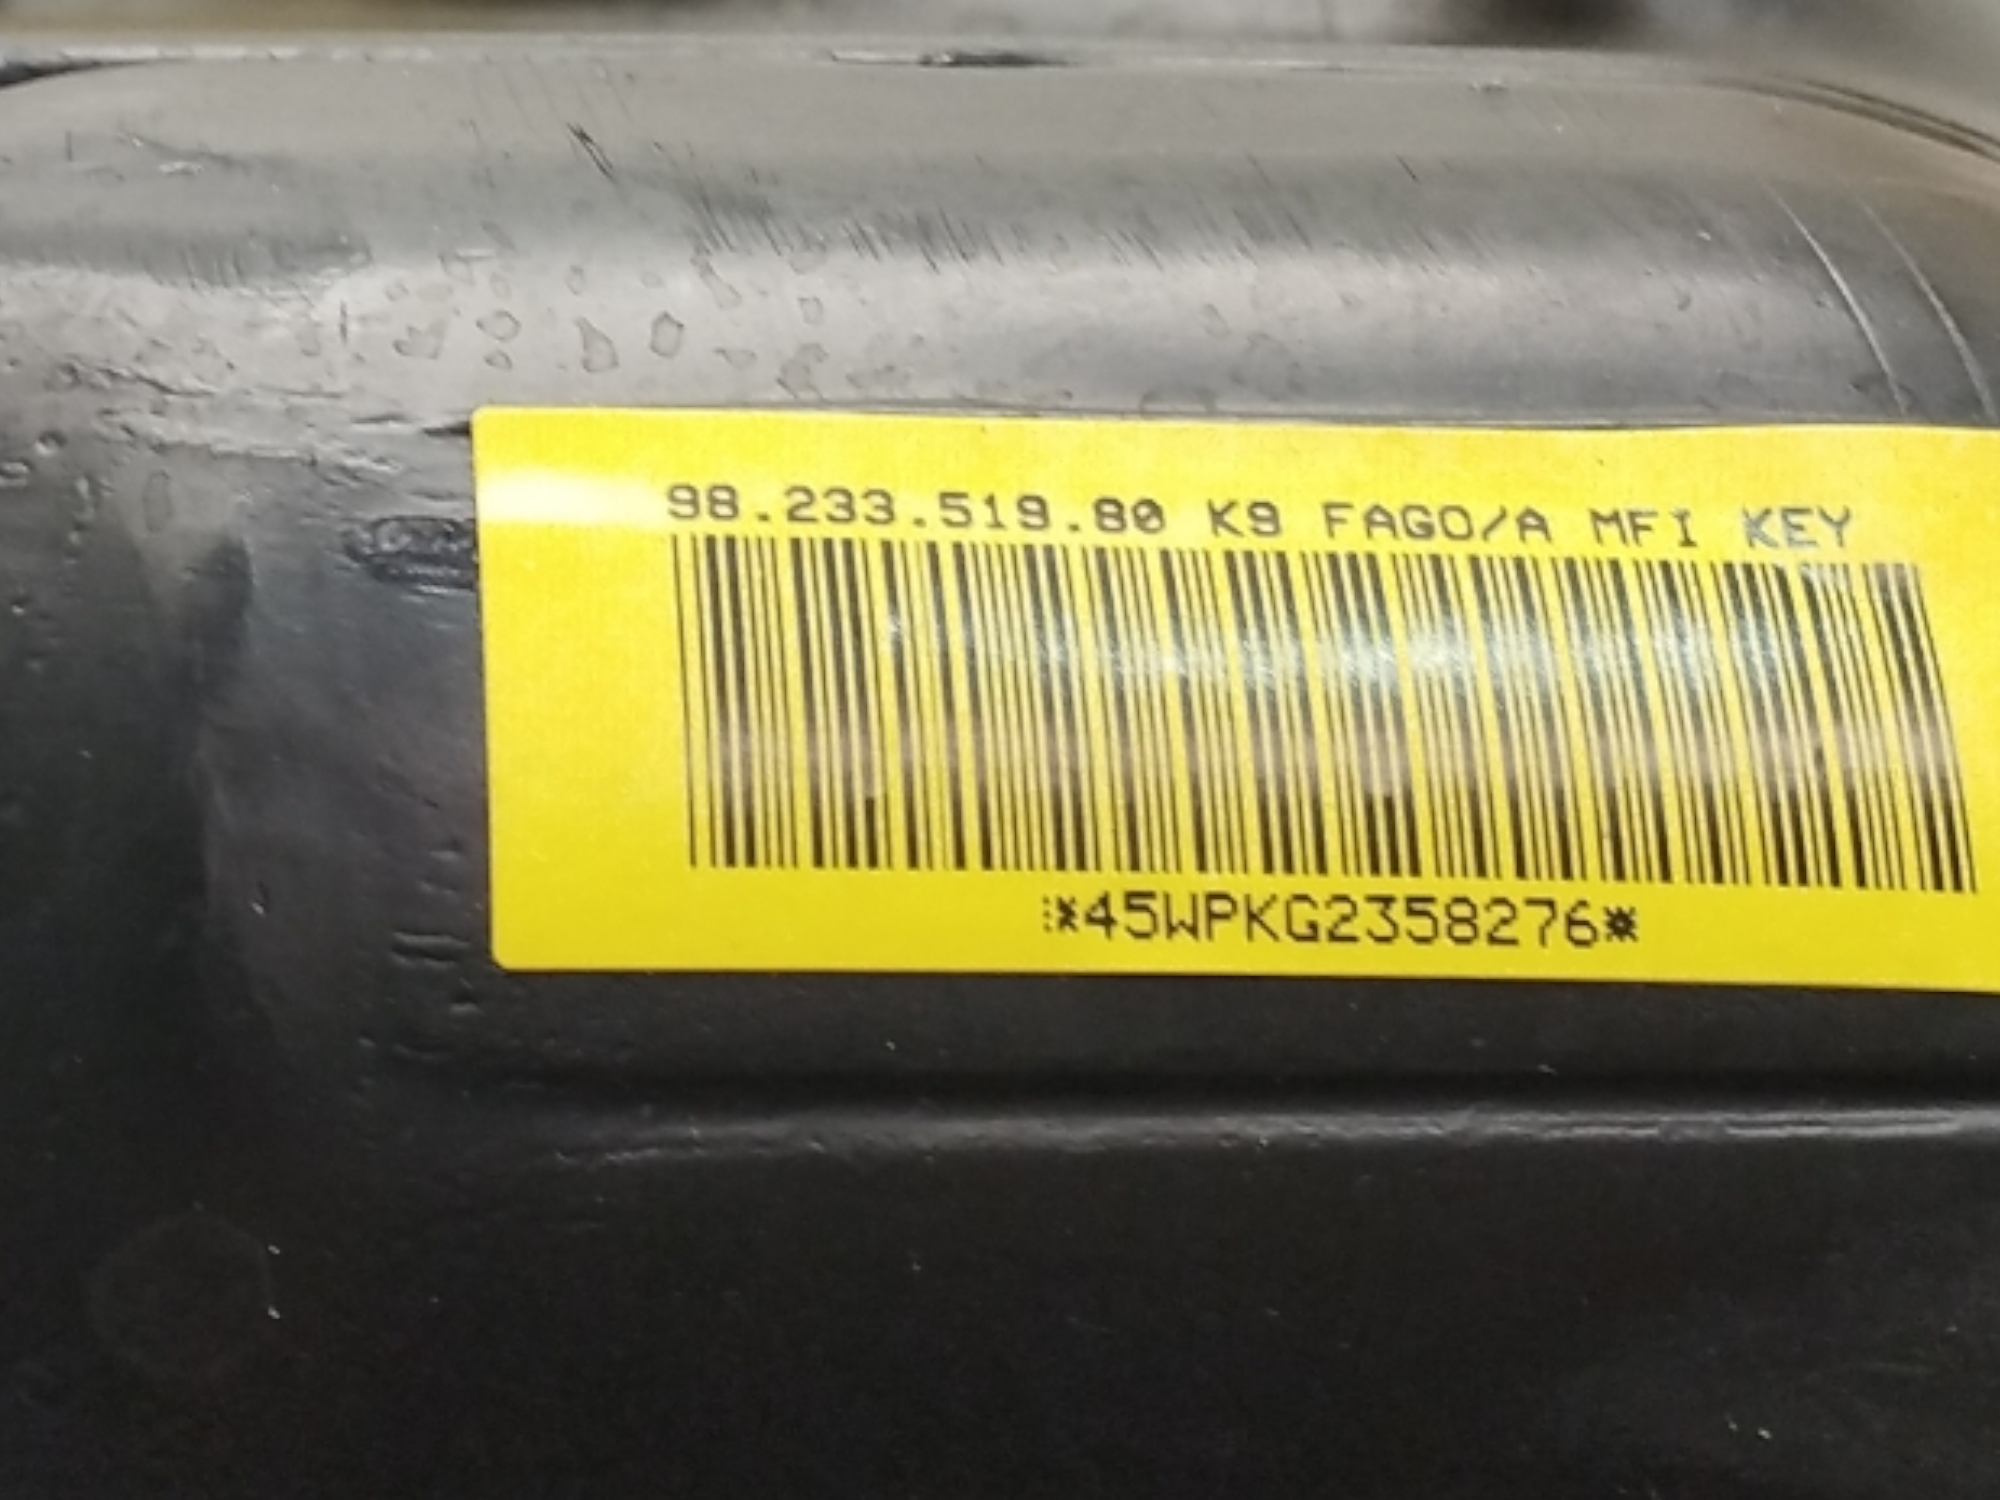 98.233.519.80 K9 FAGO/A MFI KEY
*45WPKG2358276*